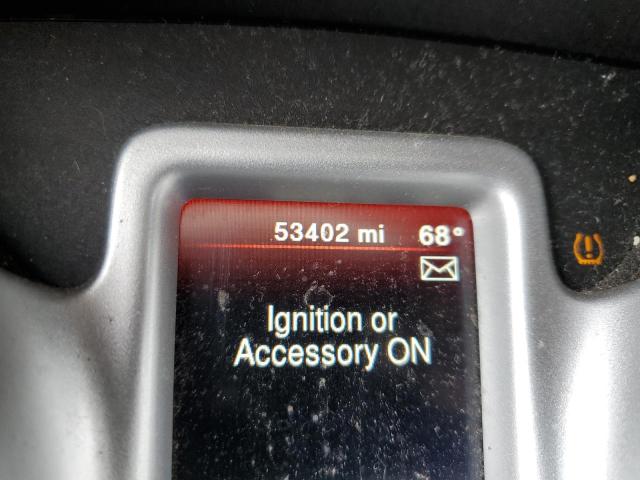 53402 mi 68°
Ignition or
Accessory ON